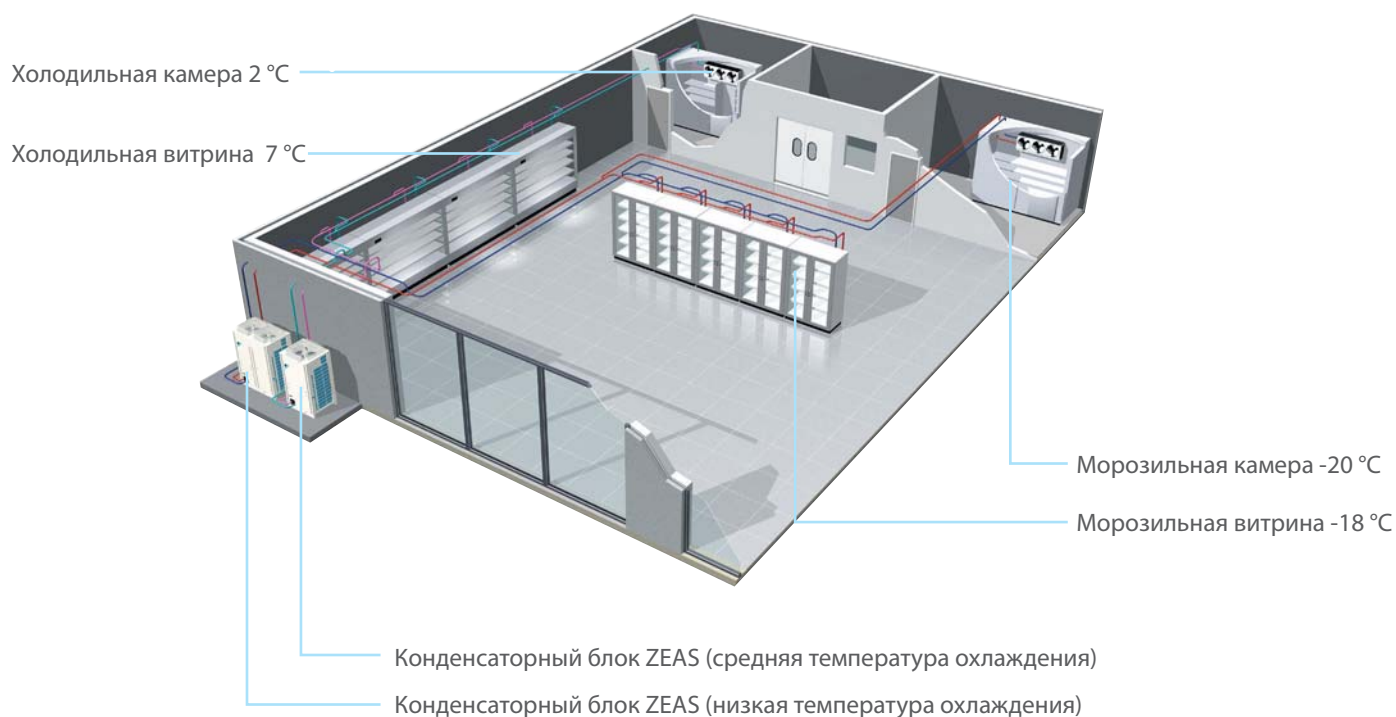 Холодильная камера 2 °C
Холодильная витрина 7 °C
Морозильная камера -20 °C
Морозильная витрина -18 °C
Конденсаторный блок ZEAS (средняя температура охлаждения)
Конденсаторный блок ZEAS (низкая температура охлаждения)